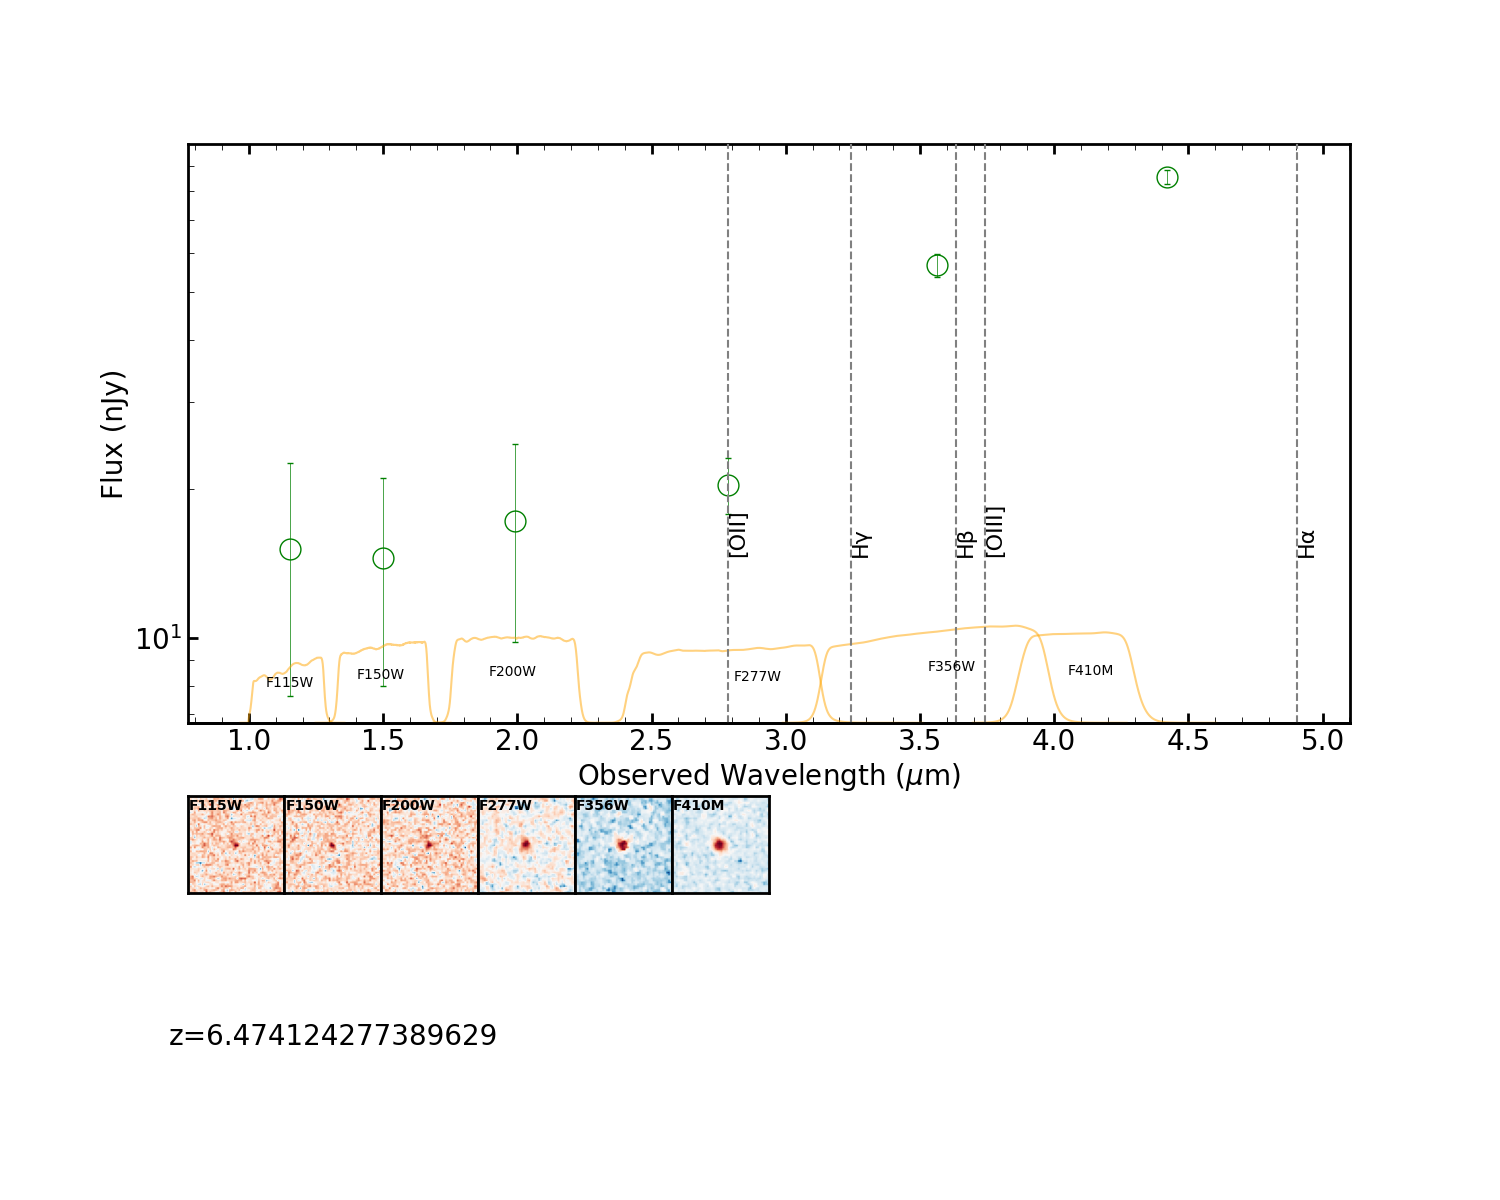 Flux (nJy)
10¹
[OII]
Hγ
Hβ
[OIII]
Hα
F115W
F150W
F200W
F277W
F356W
F410M
1.0 1.5 2.0 2.5 3.0 3.5 4.0 4.5 5.0
Observed Wavelength (μm)
F115W F150W F200W F277W F356W F410M
z=6.474124277389629